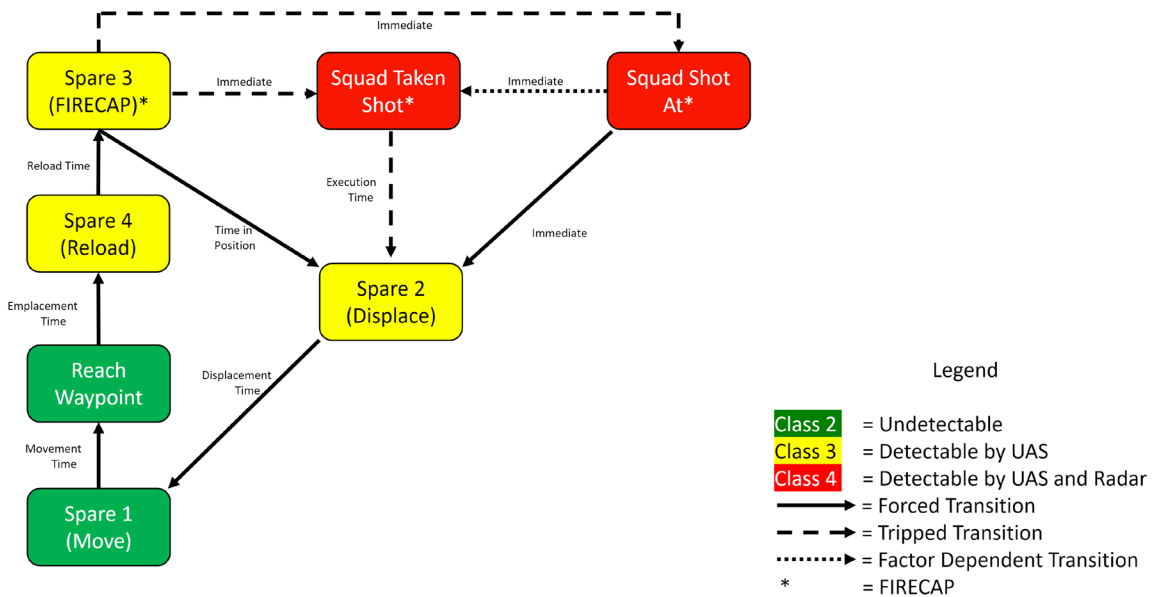 Immediate
Spare 3
(FIRECAP)*
Immediate
Squad Taken
Shot*
Immediate
Squad Shot
At*
Reload Time
Execution
Time
Spare 4
(Reload)
Time in
Position
Immediate
Spare 2
(Displace)
Emplacement
Time
Reach
Waypoint
Displacement
Time
Movement
Time
Spare 1
(Move)
Legend
Class 2 = Undetectable
Class 3 = Detectable by UAS
Class 4 = Detectable by UAS and Radar
= Forced Transition
= Tripped Transition
= Factor Dependent Transition
* = FIRECAP